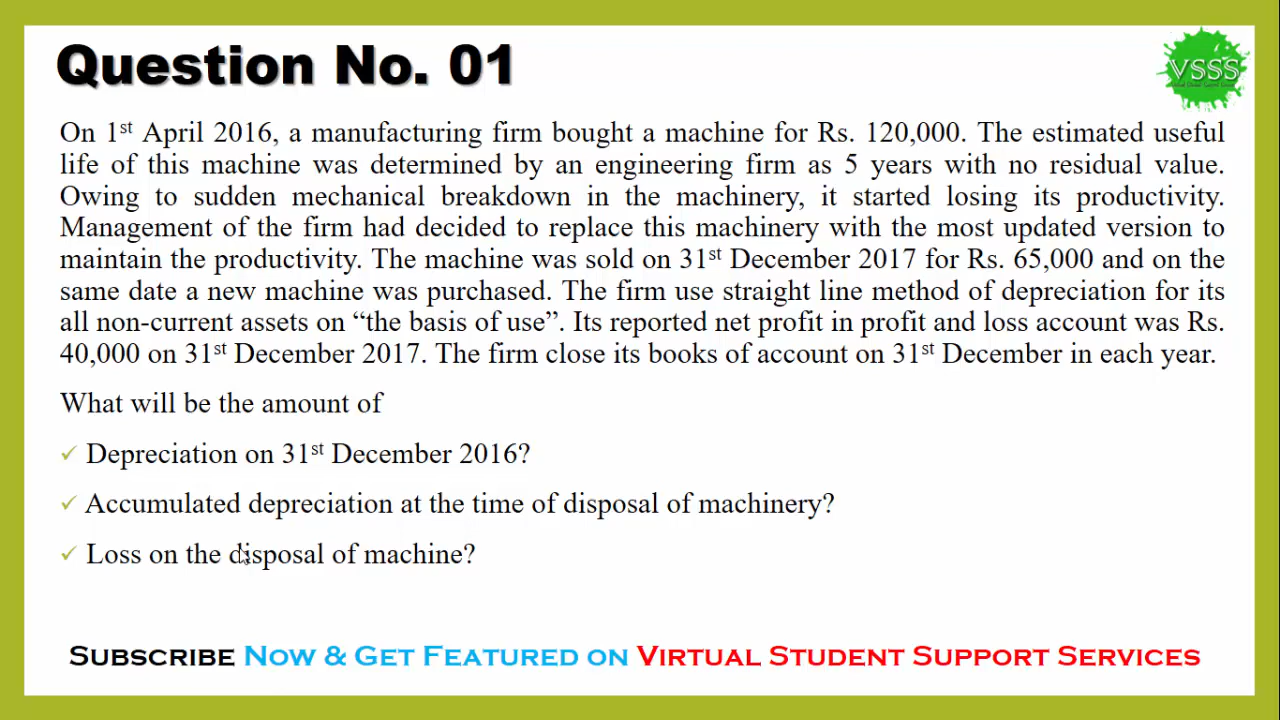 Question No. 01
VSSS
On 1st April 2016, a manufacturing firm bought a machine for Rs. 120,000. The estimated useful
life of this machine was determined by an engineering firm as 5 years with no residual value.
Owing to sudden mechanical breakdown in the machinery, it started losing its productivity.
Management of the firm had decided to replace this machinery with the most updated version to
maintain the productivity. The machine was sold on 31st December 2017 for Rs. 65,000 and on the
same date a new machine was purchased. The firm use straight line method of depreciation for its
all non-current assets on “the basis of use”. Its reported net profit in profit and loss account was Rs.
40,000 on 31st December 2017. The firm close its books of account on 31st December in each year.
What will be the amount of
✓ Depreciation on 31st December 2016?
✓ Accumulated depreciation at the time of disposal of machinery?
✓ Loss on the disposal of machine?
SUBSCRIBE NOW & GET FEATURED ON VIRTUAL STUDENT SUPPORT SERVICES